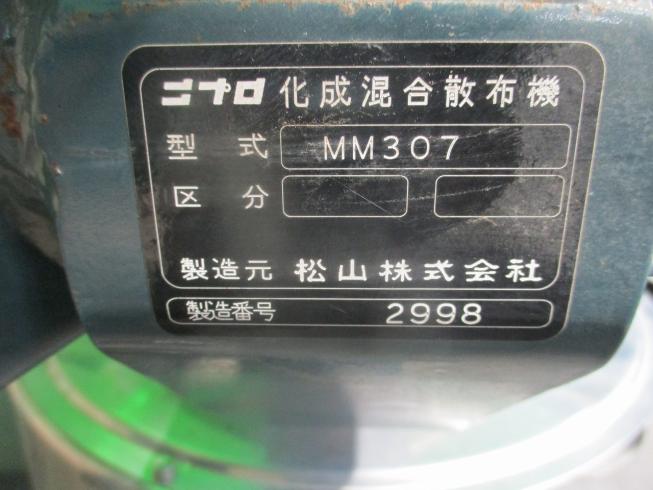 ニプロ 化成混合散布機
型式 MM307
区分
製造元 松山株式会社
製造番号 2998